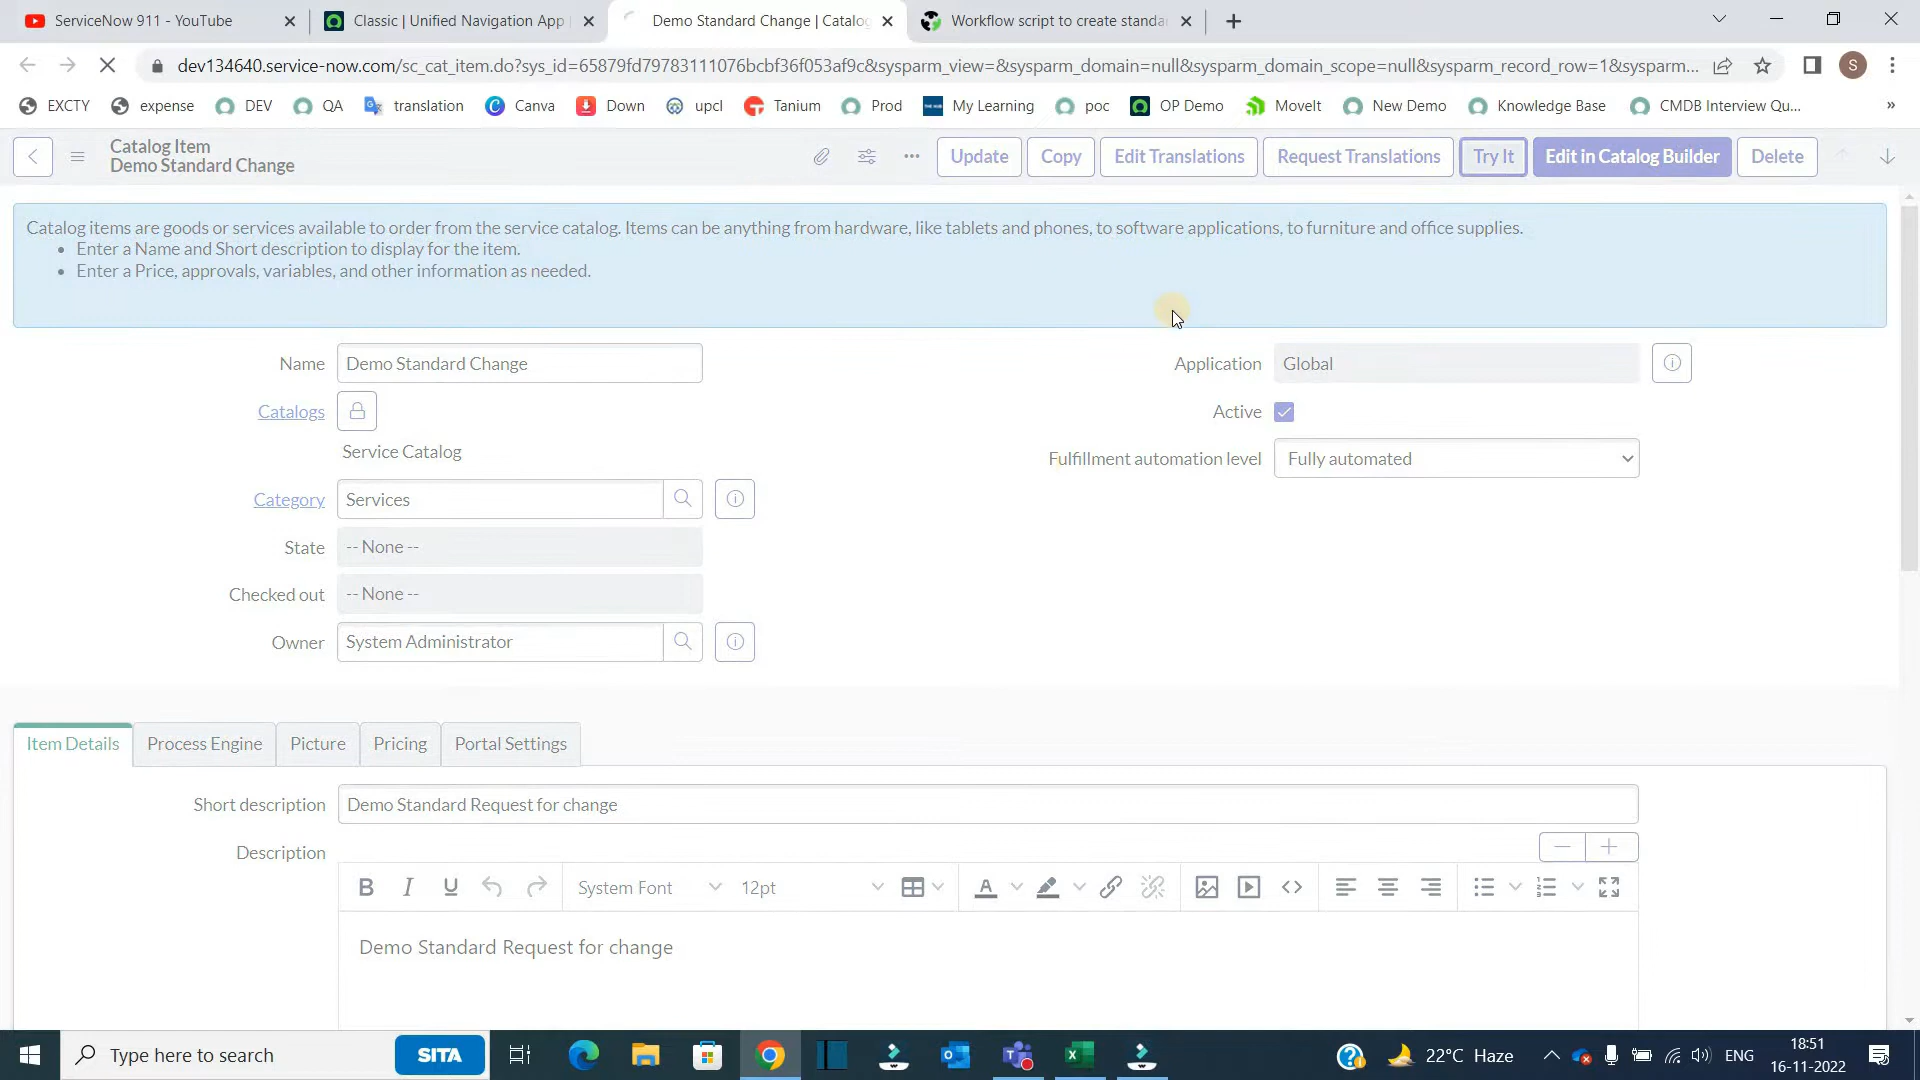 ServiceNow 911 - YouTube
Classic | Unified Navigation App
Demo Standard Change | Catalo
Workflow script to create standa
dev134640.service-now.com/sc_cat_item.do?sys_id=65879fd79783111076bcbf36f053af9c&sysparm_view=&sysparm_domain=null&sysparm_domain_scope=null&sysparm_record_row=1&sysparm...
S
EXCTY
expense
DEV
QA
translation
Canva
Down
upcl
Tanium
Prod
My Learning
poc
OP Demo
MoveIt
New Demo
Knowledge Base
CMDB Interview Qu...
»
Catalog Item
Demo Standard Change
Update
Copy
Edit Translations
Request Translations
Try It
Edit in Catalog Builder
Delete
Catalog items are goods or services available to order from the service catalog. Items can be anything from hardware, like tablets and phones, to software applications, to furniture and office supplies.
• Enter a Name and Short description to display for the item.
• Enter a Price, approvals, variables, and other information as needed.
Name
Demo Standard Change
Application
Global
Catalogs
Service Catalog
Active
Fulfillment automation level
Fully automated
Category
Services
State
-- None --
Checked out
-- None --
Owner
System Administrator
Item Details
Process Engine
Picture
Pricing
Portal Settings
Short description
Demo Standard Request for change
Description
B
I
U
System Font
12pt
A
Demo Standard Request for change
Type here to search
SITA
22°C Haze
ENG
18:51
16-11-2022